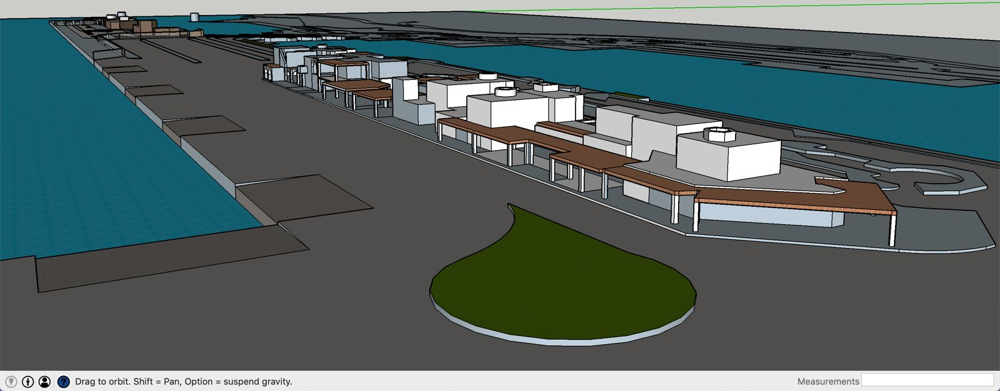 Drag to orbit. Shift = Pan, Option = suspend gravity.
Measurements